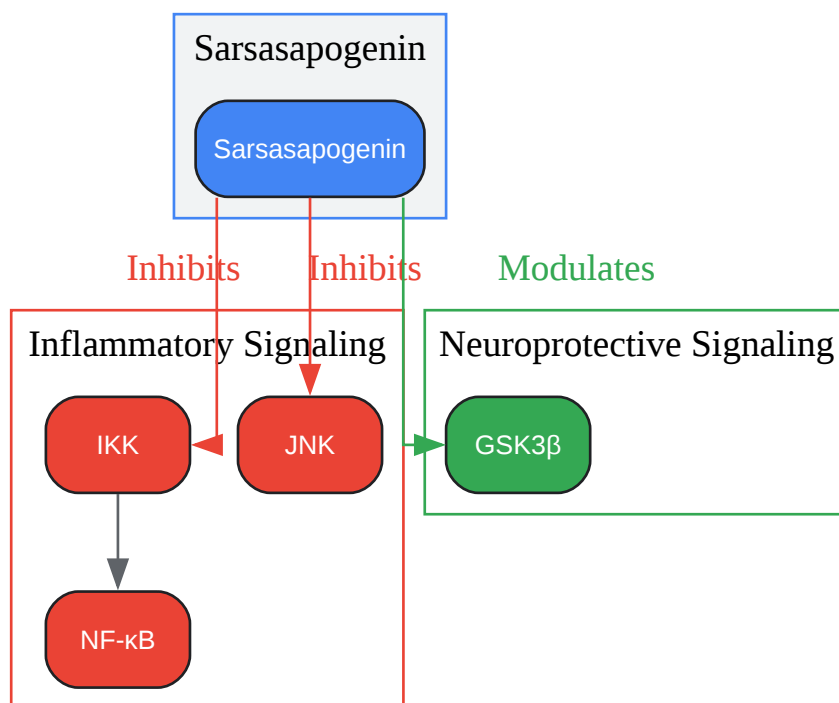 Sarsasapogenin
Sarsasapogenin
Inhibits
Inhibits
Modulates
Inflammatory Signaling
Neuroprotective Signaling
IKK
JNK
GSK3β
NF-κB